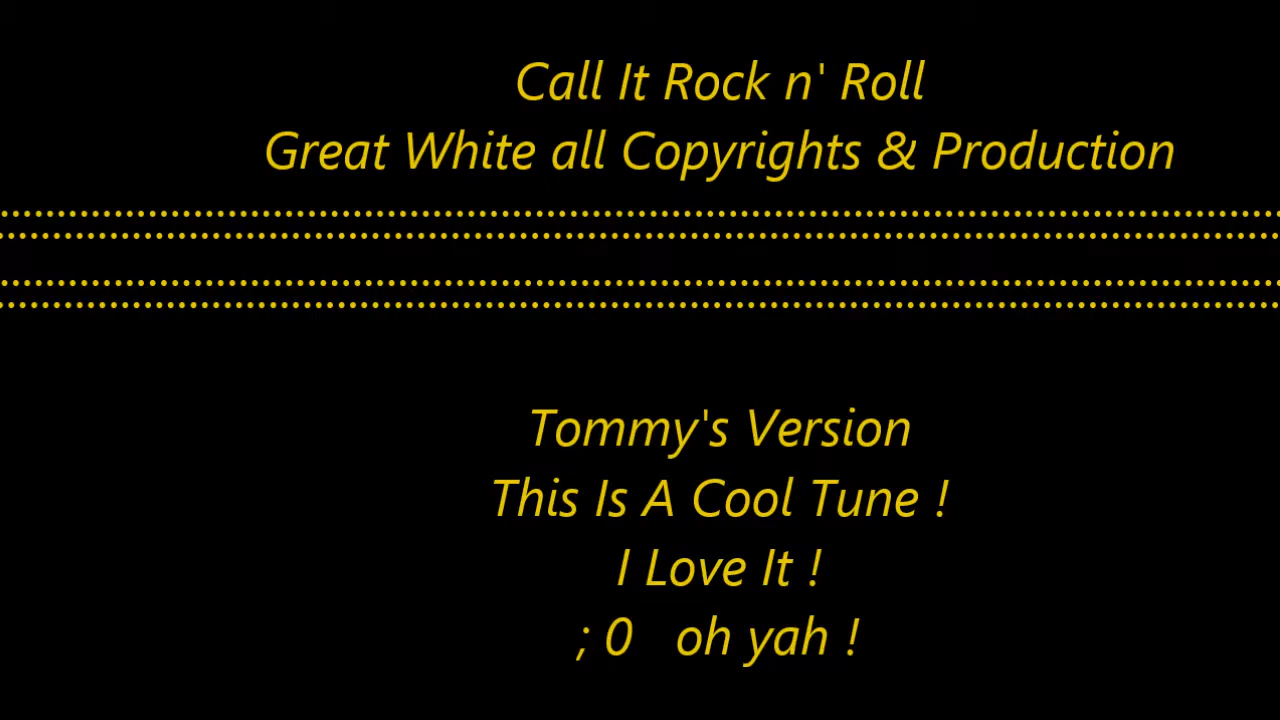 Call It Rock n' Roll
Great White all Copyrights & Production
Tommy's Version
This Is A Cool Tune !
I Love It !
; 0 oh yah !